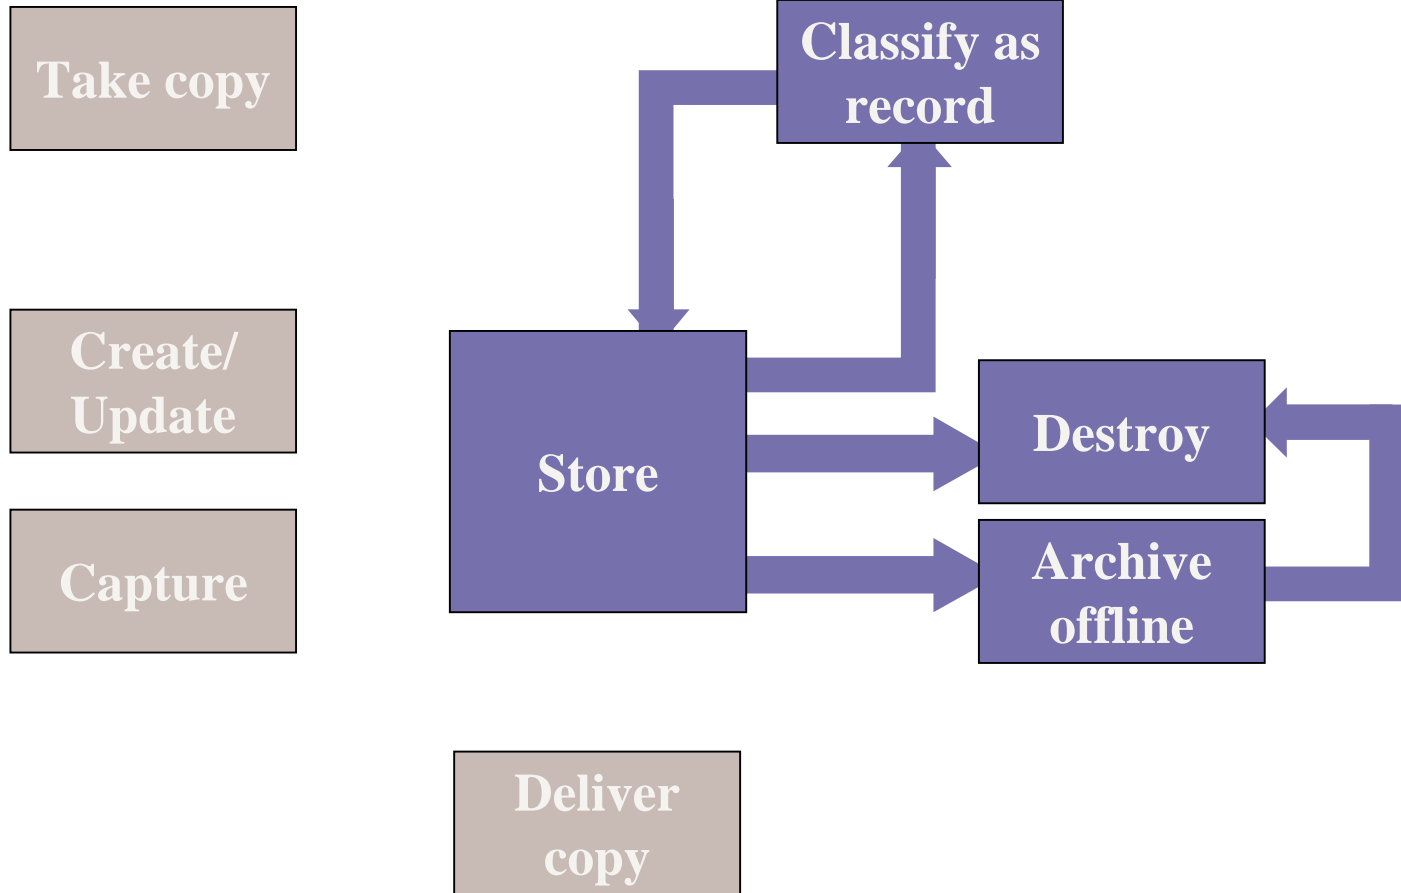 Take copy
Classify as
record
Create/
Update
Store
Destroy
Capture
Archive
offline
Deliver
copy